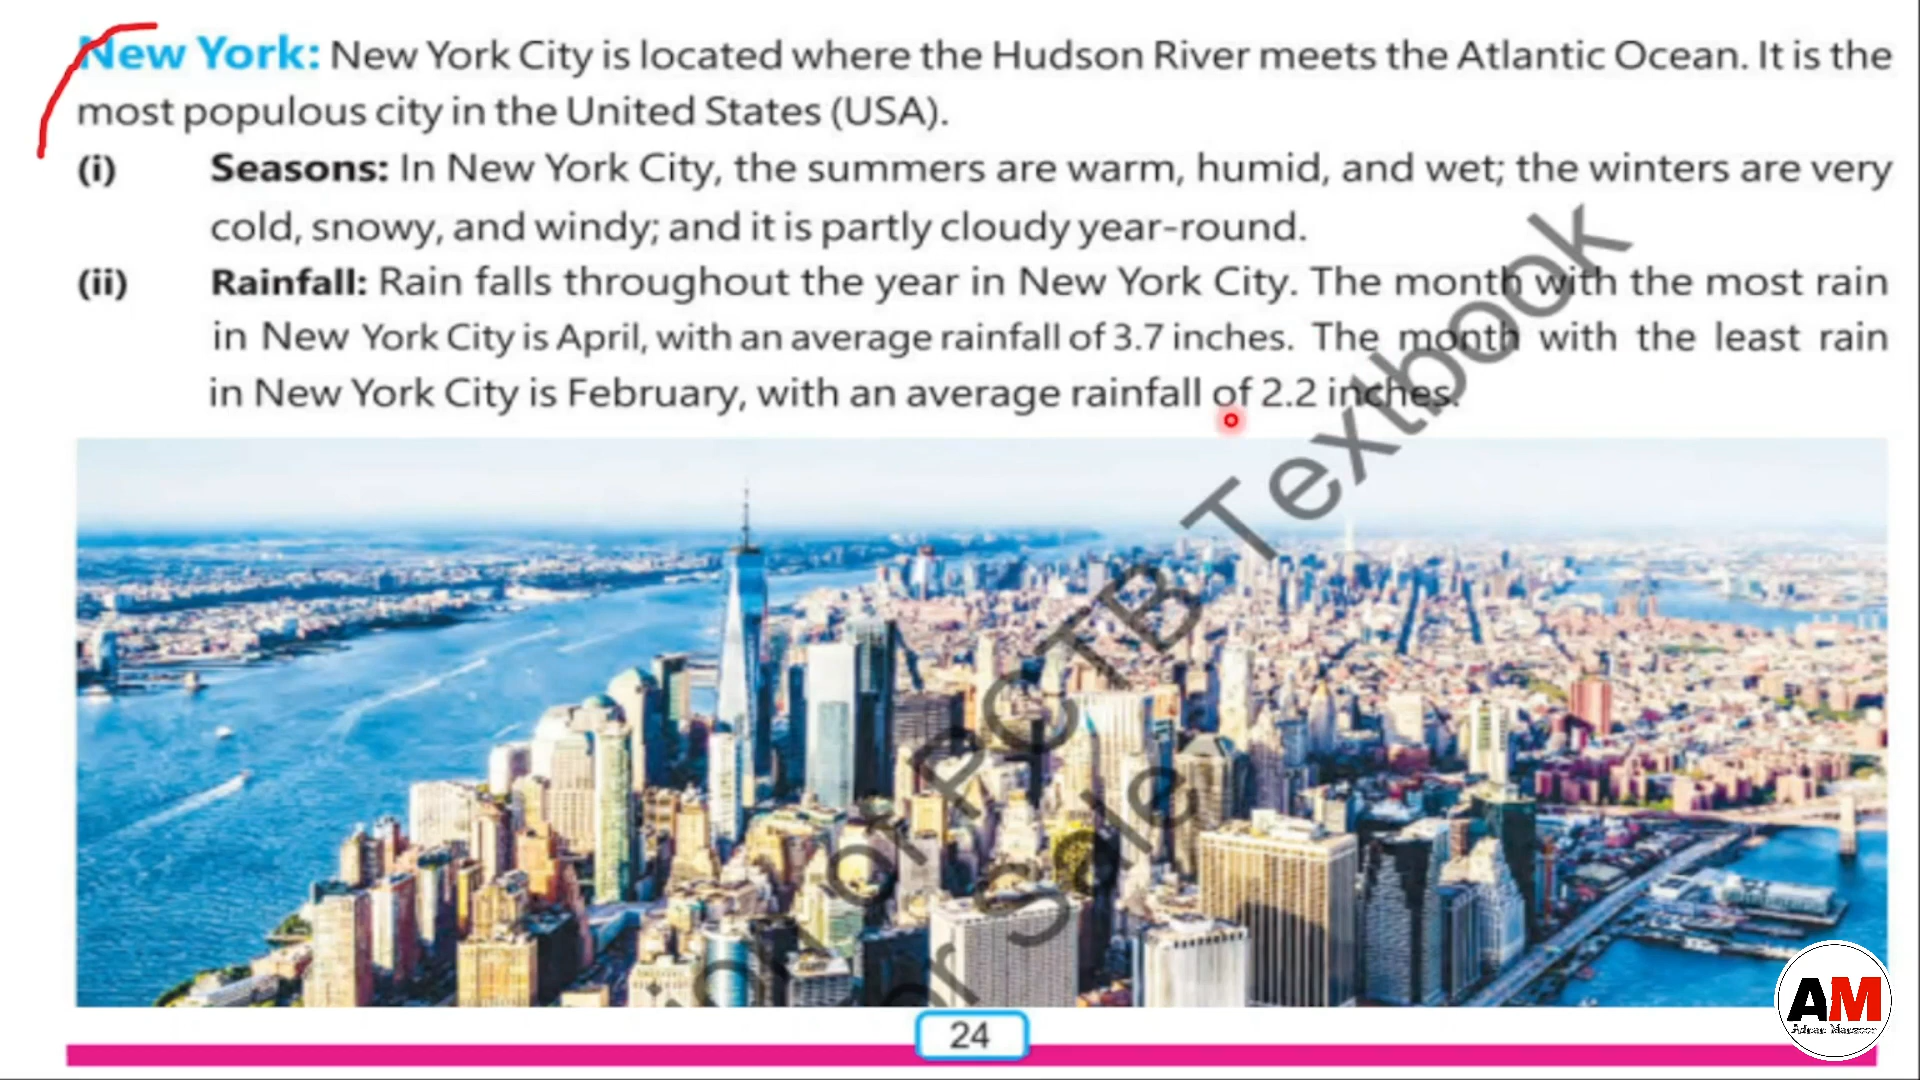 New York: New York City is located where the Hudson River meets the Atlantic Ocean. It is the
most populous city in the United States (USA).
(i) Seasons: In New York City, the summers are warm, humid, and wet; the winters are very
cold, snowy, and windy; and it is partly cloudy year-round.
(ii) Rainfall: Rain falls throughout the year in New York City. The month with the most rain
in New York City is April, with an average rainfall of 3.7 inches. The month with the least rain
in New York City is February, with an average rainfall of 2.2 inches.
of PCTB Textbook
Sale
24
AM
Adnan Manzoor